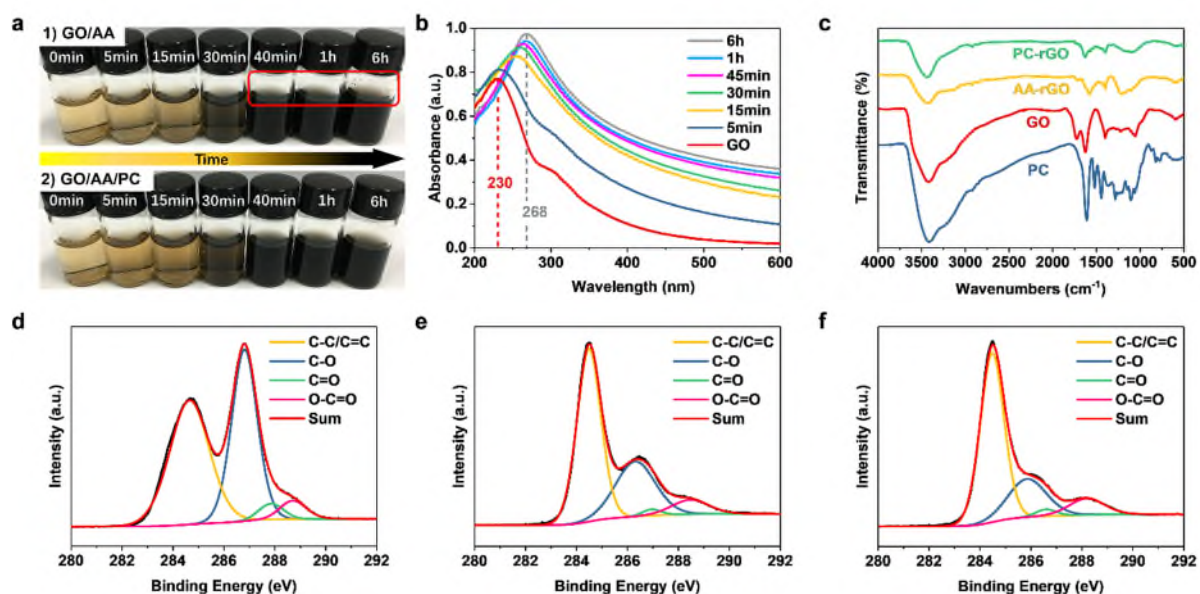 a
1) GO/AA
0min 5min 15min 30min 40min 1h 6h
Time
2) GO/AA/PC
0min 5min 15min 30min 40min 1h 6h
b
Absorbance (a.u.)
1.0
0.8
0.6
0.4
0.2
0.0
6h
1h
45min
30min
15min
5min
GO
230
268
200 300 400 500 600
Wavelength (nm)
c
Transmittance (%)
PC-rGO
AA-rGO
GO
PC
4000 3500 3000 2500 2000 1500 1000 500
Wavenumbers (cm-1)
d
Intensity (a.u.)
C-C/C=C
C-O
C=O
O-C=O
Sum
280 282 284 286 288 290 292
Binding Energy (eV)
e
Intensity (a.u.)
C-C/C=C
C-O
C=O
O-C=O
Sum
280 282 284 286 288 290 292
Binding Energy (eV)
f
Intensity (a.u.)
C-C/C=C
C-O
C=O
O-C=O
Sum
280 282 284 286 288 290 292
Binding Energy (eV)